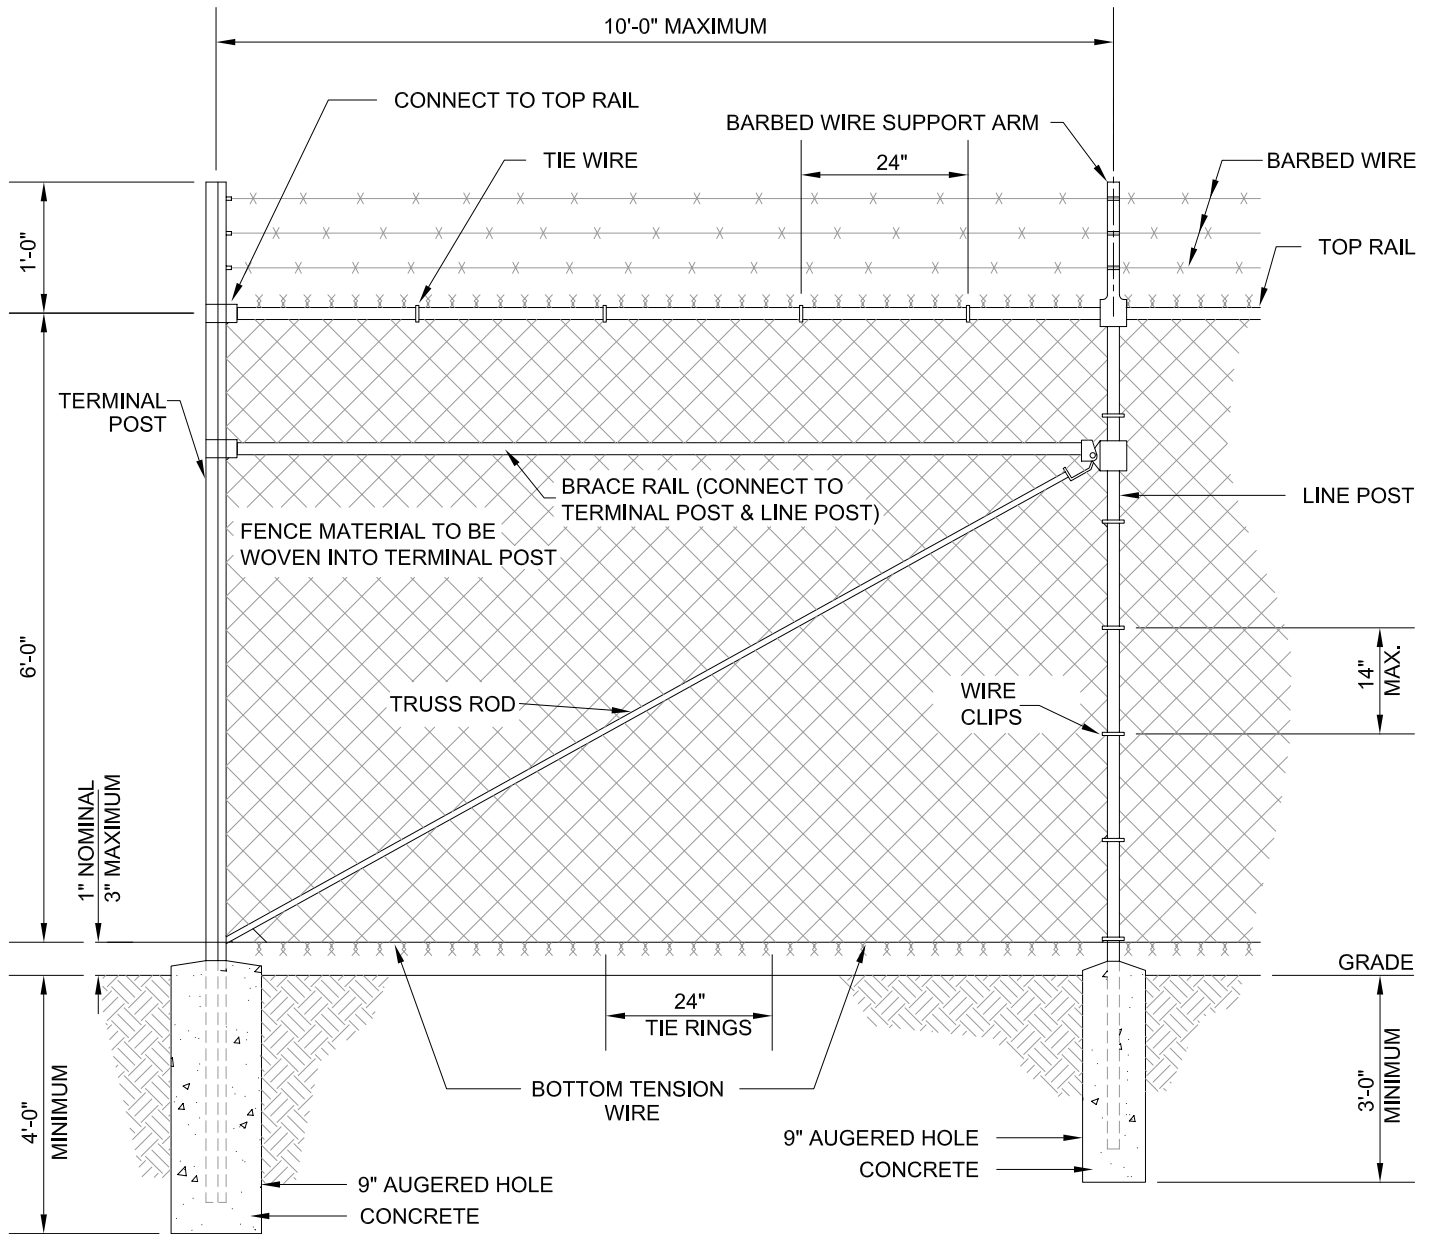 10'-0" MAXIMUM
CONNECT TO TOP RAIL
BARBED WIRE SUPPORT ARM
TIE WIRE
24"
BARBED WIRE
1'-0"
TOP RAIL
TERMINAL
POST
BRACE RAIL (CONNECT TO
TERMINAL POST & LINE POST)
LINE POST
FENCE MATERIAL TO BE
WOVEN INTO TERMINAL POST
6'-0"
14"
MAX.
TRUSS ROD
WIRE
CLIPS
1" NOMINAL
3" MAXIMUM
GRADE
24"
TIE RINGS
BOTTOM TENSION
WIRE
4'-0"
MINIMUM
3'-0"
MINIMUM
9" AUGERED HOLE
CONCRETE
9" AUGERED HOLE
CONCRETE